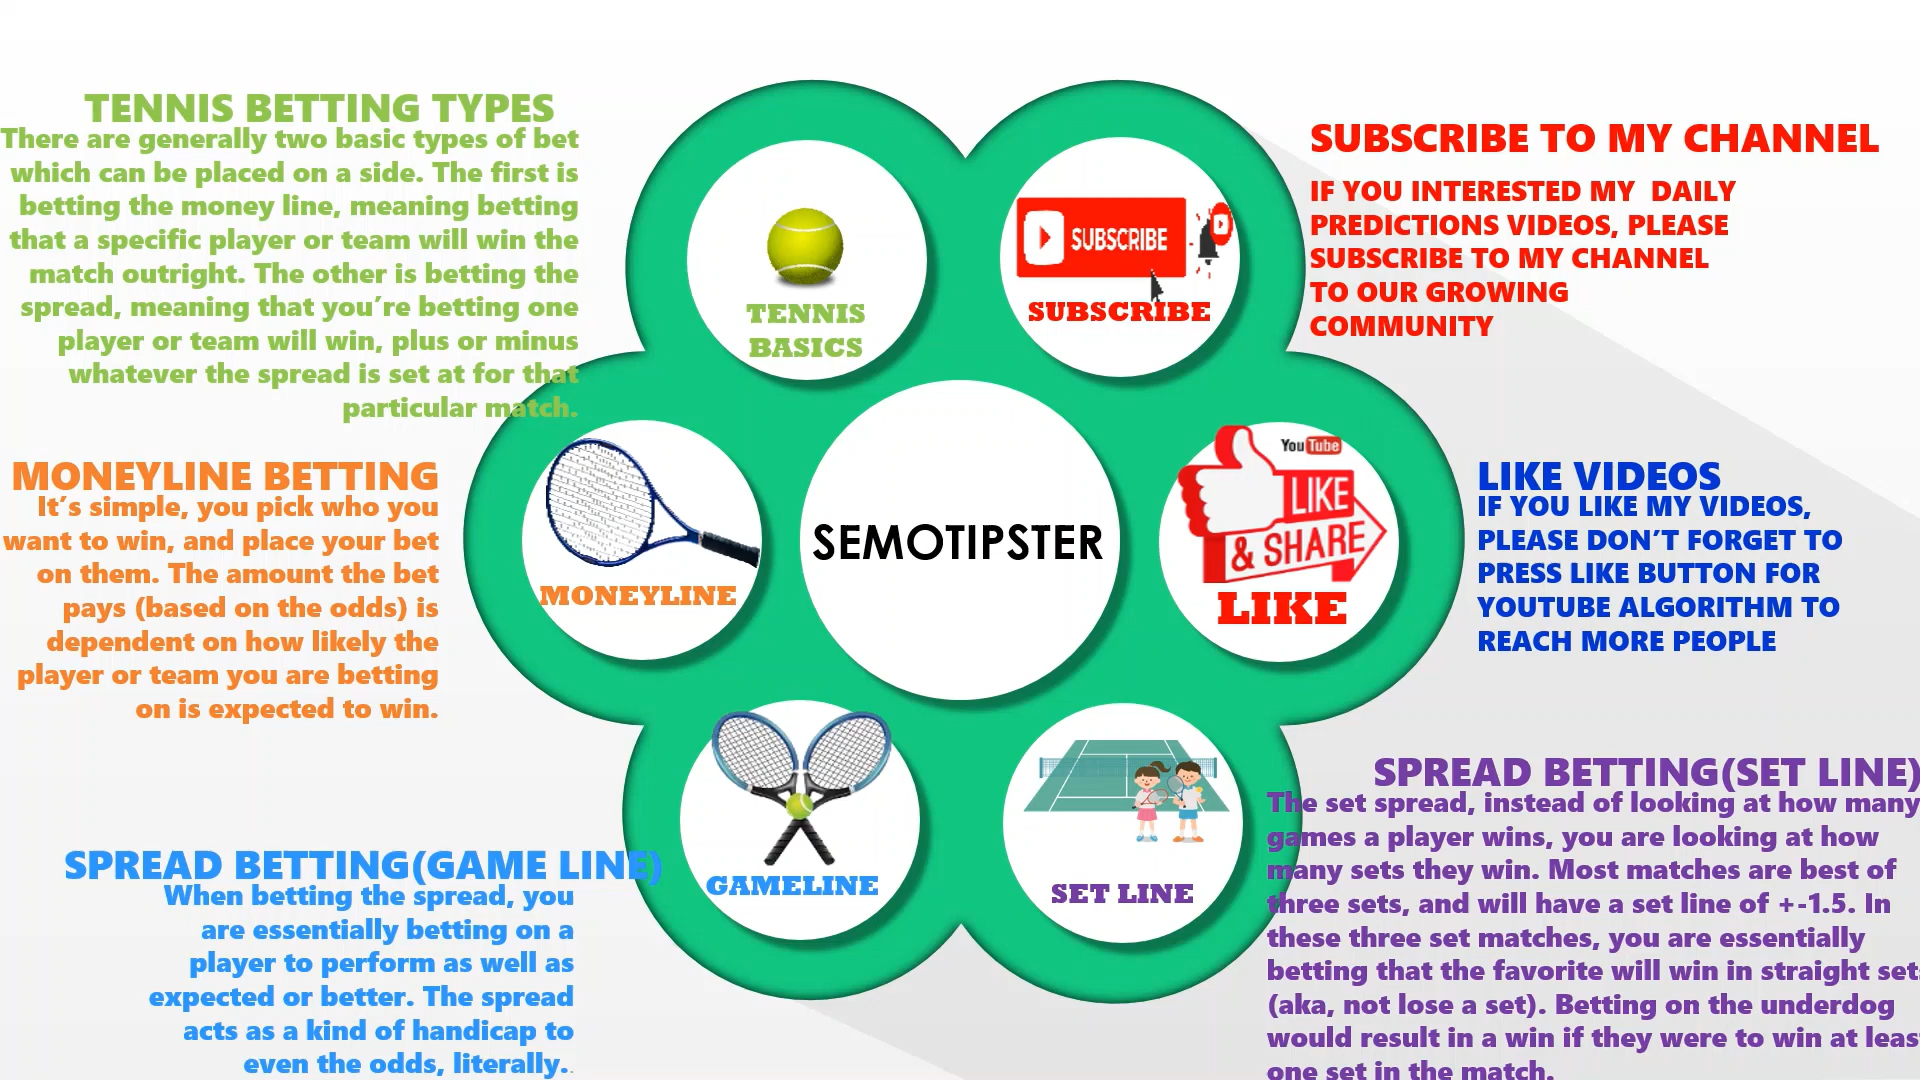 TENNIS BETTING TYPES
There are generally two basic types of bet
which can be placed on a side. The first is
betting the money line, meaning betting
that a specific player or team will win the
match outright. The other is betting the
spread, meaning that you’re betting one
player or team will win, plus or minus
whatever the spread is set at for that
particular match.
MONEYLINE BETTING
It’s simple, you pick who you
want to win, and place your bet
on them. The amount the bet
pays (based on the odds) is
dependent on how likely the
player or team you are betting
on is expected to win.
SPREAD BETTING(GAME LINE)
When betting the spread, you
are essentially betting on a
player to perform as well as
expected or better. The spread
acts as a kind of handicap to
even the odds, literally..
TENNIS
BASICS
SUBSCRIBE
SUBSCRIBE
MONEYLINE
SEMOTIPSTER
YouTube
LIKE
& SHARE
LIKE
GAMELINE
SET LINE
SUBSCRIBE TO MY CHANNEL
IF YOU INTERESTED MY DAILY
PREDICTIONS VIDEOS, PLEASE
SUBSCRIBE TO MY CHANNEL
TO OUR GROWING
COMMUNITY
LIKE VIDEOS
IF YOU LIKE MY VIDEOS,
PLEASE DON’T FORGET TO
PRESS LIKE BUTTON FOR
YOUTUBE ALGORITHM TO
REACH MORE PEOPLE
SPREAD BETTING(SET LINE)
The set spread, instead of looking at how many
games a player wins, you are looking at how
many sets they win. Most matches are best of
three sets, and will have a set line of +-1.5. In
these three set matches, you are essentially
betting that the favorite will win in straight sets
(aka, not lose a set). Betting on the underdog
would result in a win if they were to win at least
one set in the match.